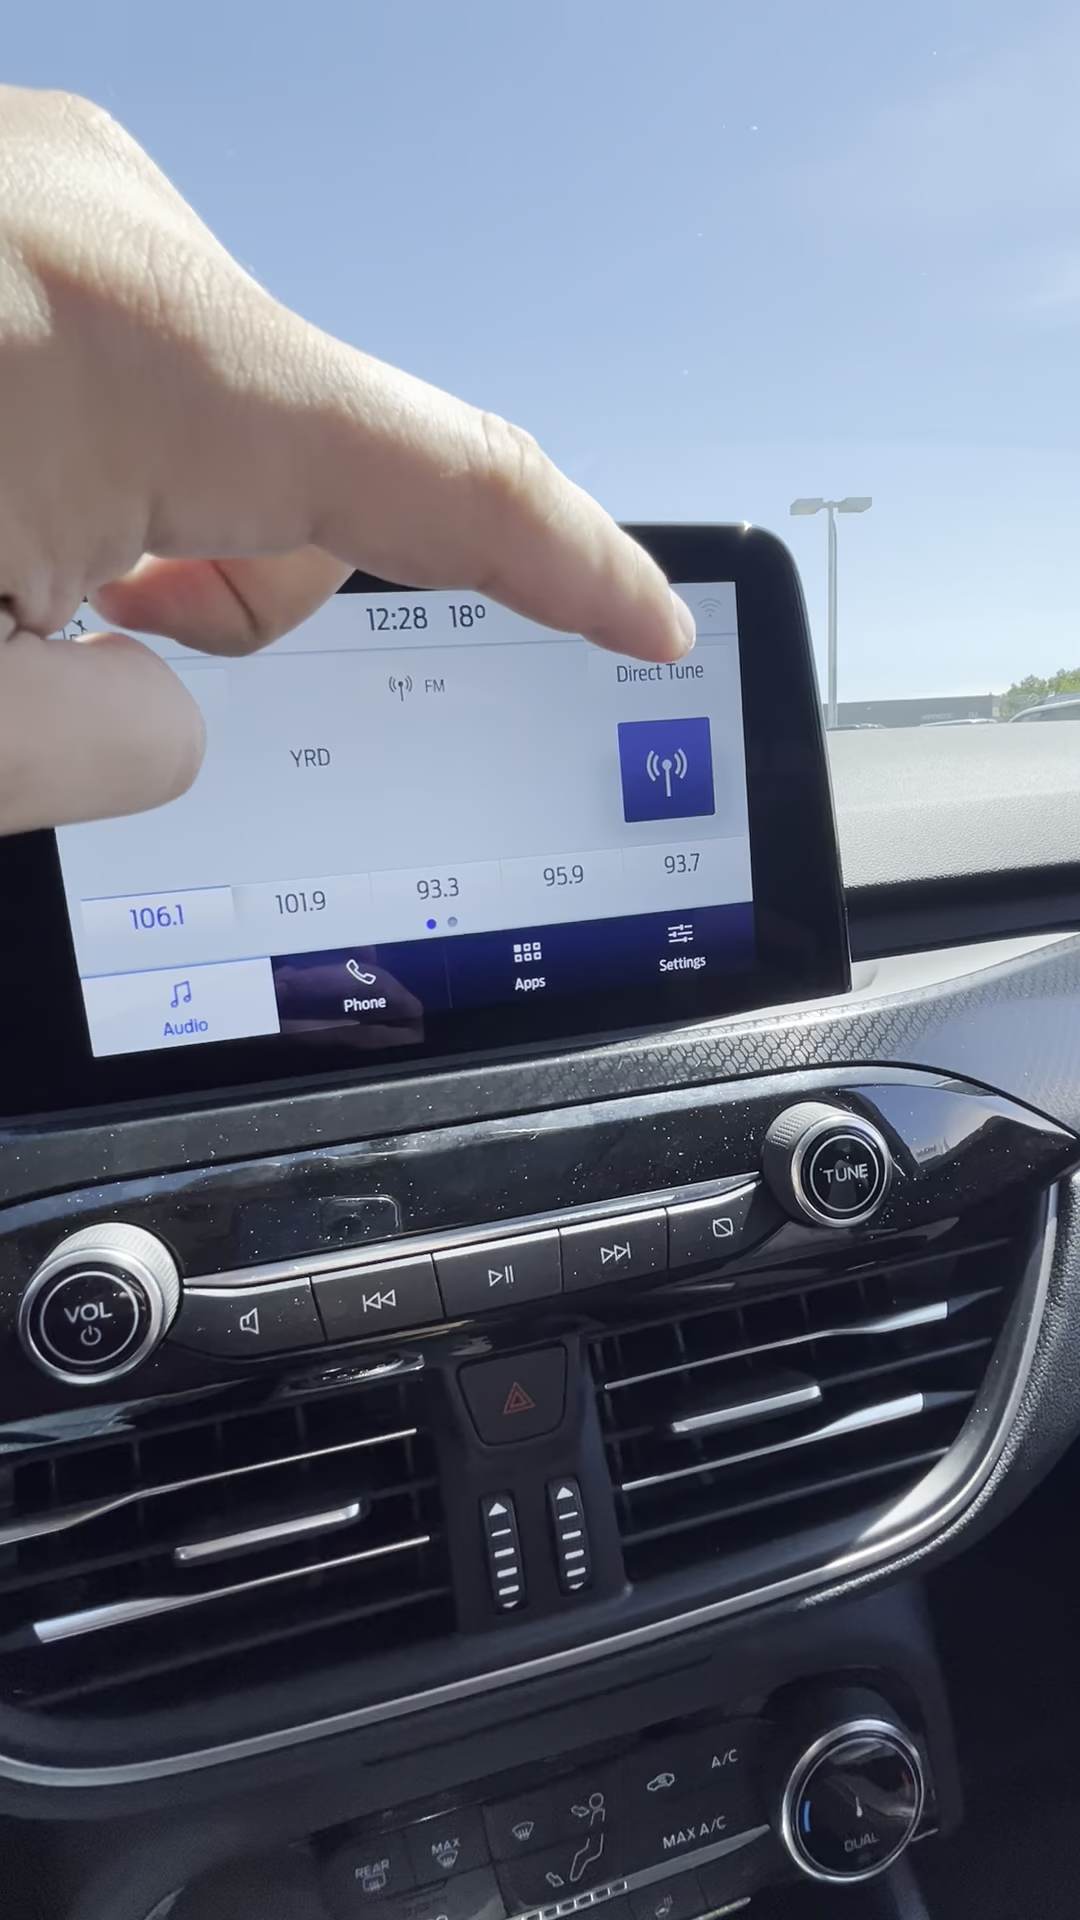 12:28 18°
FM
Direct Tune
YRD
106.1 101.9 93.3 95.9 93.7
Audio Phone Apps Settings
TUNE
VOL
A/C
MAX A/C
MAX
REAR
DUAL